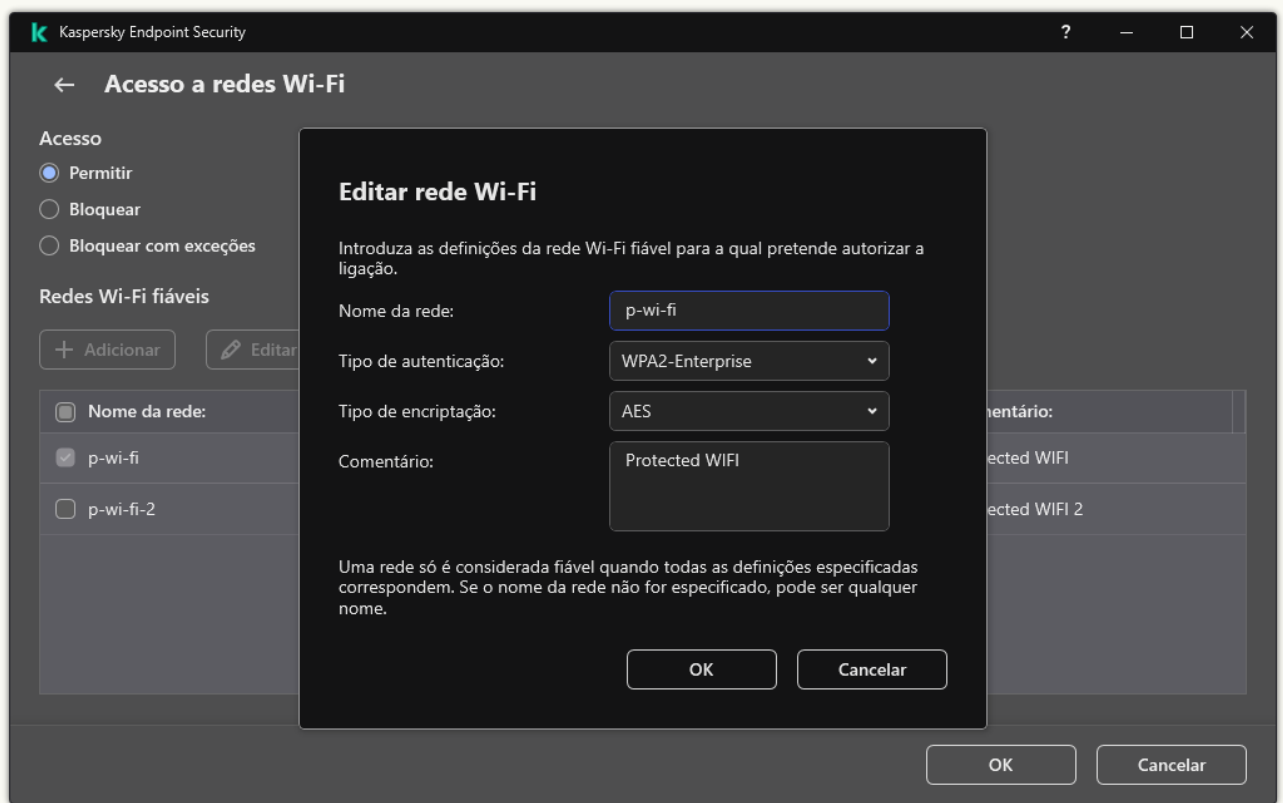 Kaspersky Endpoint Security
?
Acesso a redes Wi-Fi
Acesso
Permitir
Bloquear
Bloquear com exceções
Redes Wi-Fi fiáveis
Adicionar
Editar
Nome da rede:
p-wi-fi
p-wi-fi-2
Editar rede Wi-Fi
Introduza as definições da rede Wi-Fi fiável para a qual pretende autorizar a
ligação.
Nome da rede: p-wi-fi
Tipo de autenticação: WPA2-Enterprise
Tipo de encriptação: AES
Comentário: Protected WIFI
Uma rede só é considerada fiável quando todas as definições especificadas
correspondem. Se o nome da rede não for especificado, pode ser qualquer
nome.
OK Cancelar
entário:
ected WIFI
ected WIFI 2
OK Cancelar